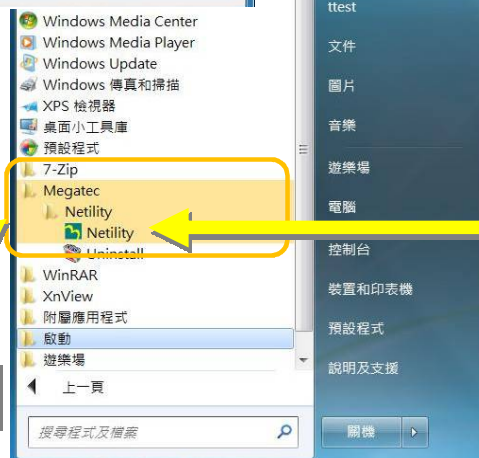 Windows Media Center
Windows Media Player
Windows Update
Windows 傳真和掃描
XPS 檢視器
桌面小工具庫
預設程式
7-Zip
Megatec
Netility
Netility
Uninstall
WinRAR
XnView
附屬應用程式
啟動
遊樂場
上一頁
搜尋程式及檔案
ttest
文件
圖片
音樂
遊樂場
電腦
控制台
裝置和印表機
預設程式
說明及支援
關機